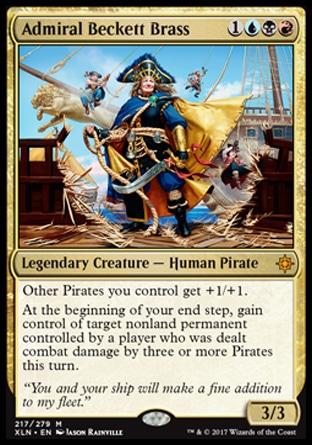 Admiral Beckett Brass 1
Legendary Creature — Human Pirate
Other Pirates you control get +1/+1.
At the beginning of your end step, gain
control of target nonland permanent
controlled by a player who was dealt
combat damage by three or more Pirates
this turn.
“You and your ship will make a fine addition
to my fleet.”
3/3
217/279 M
XLN • EN JASON RAINVILLE
™ & © 2017 Wizards of the Coast